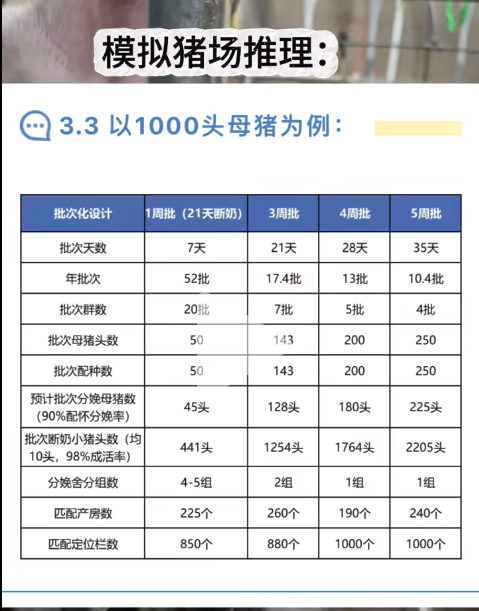 模拟猪场推理：
3.3 以1000头母猪为例：
批次化设计 1周批（21天断奶） 3周批 4周批 5周批
批次天数 7天 21天 28天 35天
年批次 52批 17.4批 13批 10.4批
批次群数 20批 7批 5批 4批
批次母猪头数 50 143 200 250
批次配种数 50 143 200 250
预计批次分娩母猪数
（90%配怀分娩率） 45头 128头 180头 225头
批次断奶小猪头数（均
10头，98%成活率） 441头 1254头 1764头 2205头
分娩舍分组数 4-5组 2组 1组 1组
匹配产房数 225个 260个 190个 240个
匹配定位栏数 850个 880个 1000个 1000个